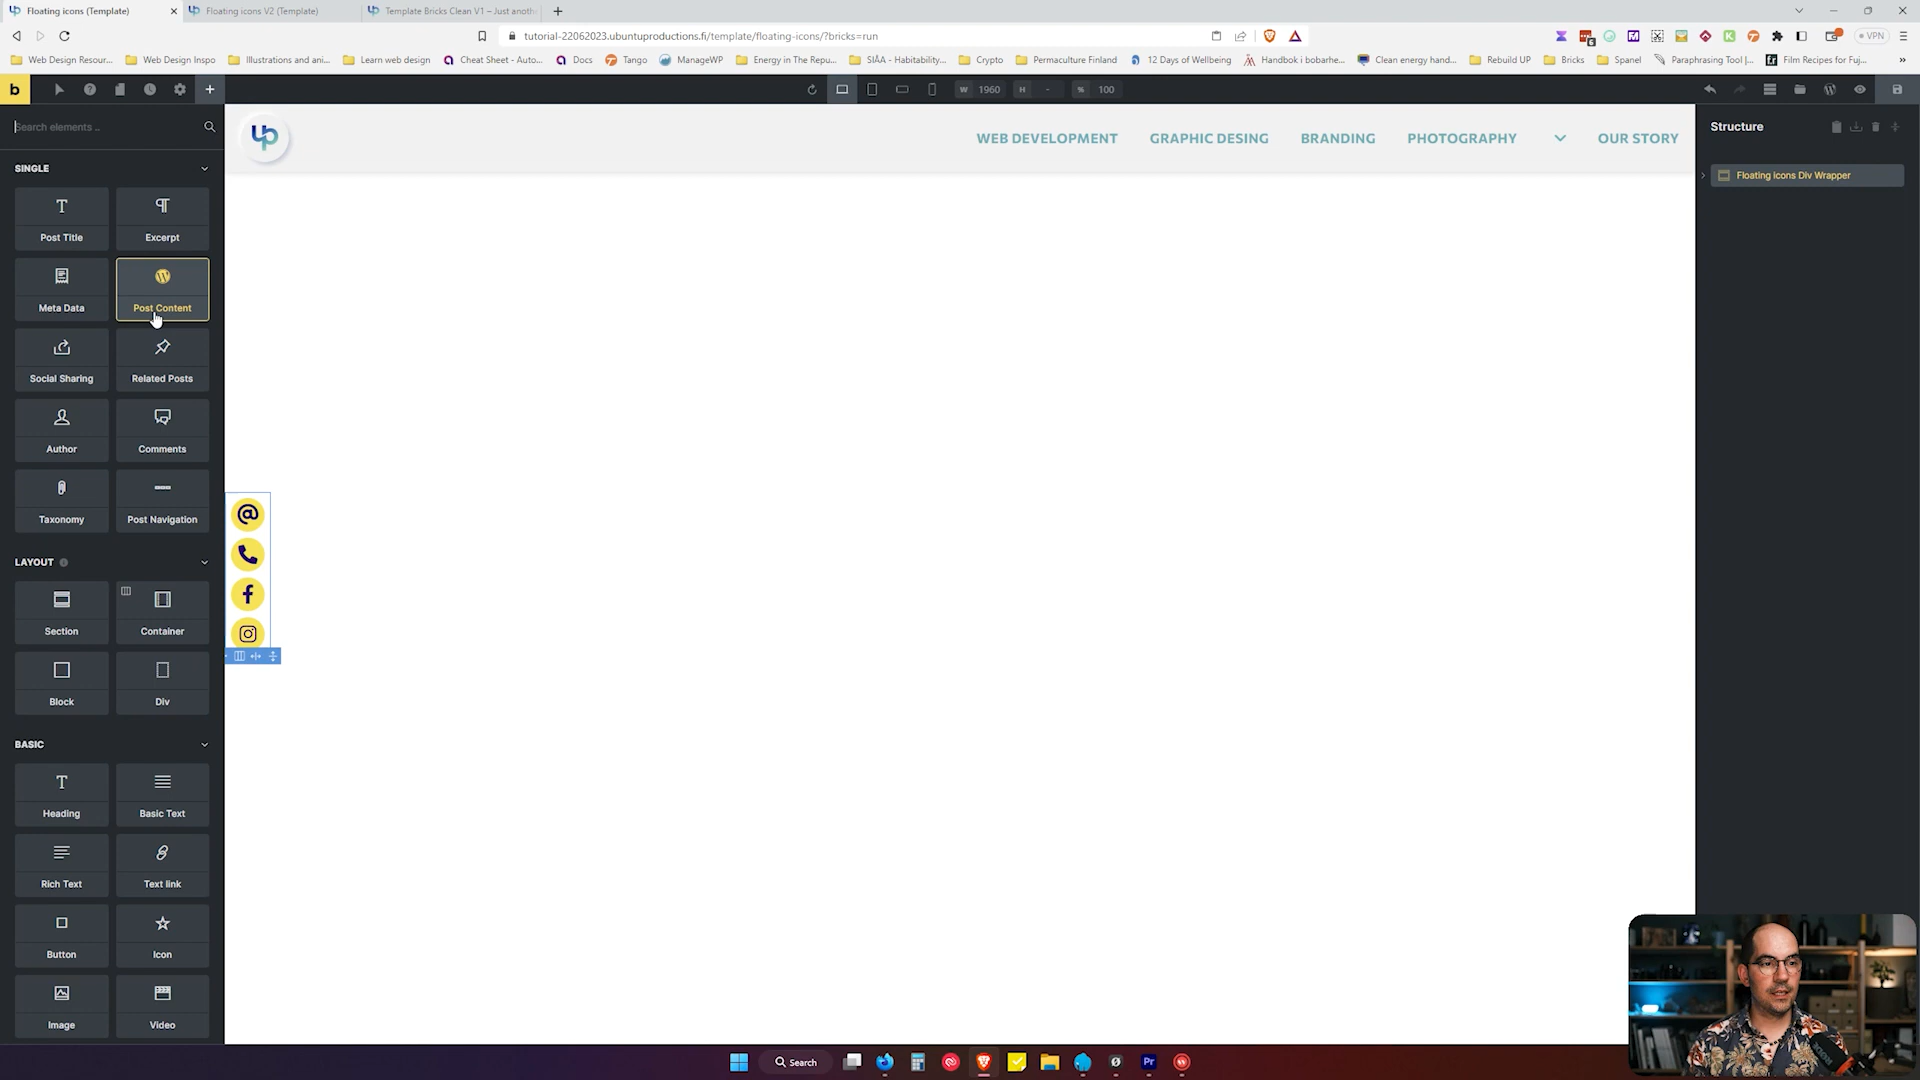 Floating icons (Template)
Floating icons V2 (Template)
Template Bricks Clean V1 – Just anoth
tutorial-22062023.ubuntuproductions.fi/template/floating-icons/?bricks=run
VPN
Web Design Resour...
Web Design Inspo
Illustrations and ani...
Learn web design
Cheat Sheet - Auto...
Docs
Tango
ManageWP
Energy in The Repu...
SIÄA - Habitability...
Crypto
Permaculture Finland
12 Days of Wellbeing
Handbok i bobarhe...
Clean energy hand...
Rebuild UP
Bricks
Spanel
Paraphrasing Tool |...
Film Recipes for Fuj...
b
W 1960 H - % 100
Search elements ...
Structure
UP
WEB DEVELOPMENT
GRAPHIC DESING
BRANDING
PHOTOGRAPHY
OUR STORY
Floating icons Div Wrapper
SINGLE
Post Title
Excerpt
Meta Data
Post Content
Social Sharing
Related Posts
Author
Comments
Taxonomy
Post Navigation
LAYOUT
Section
Container
Block
Div
BASIC
Heading
Basic Text
Rich Text
Text link
Button
Icon
Image
Video
Search
Pr